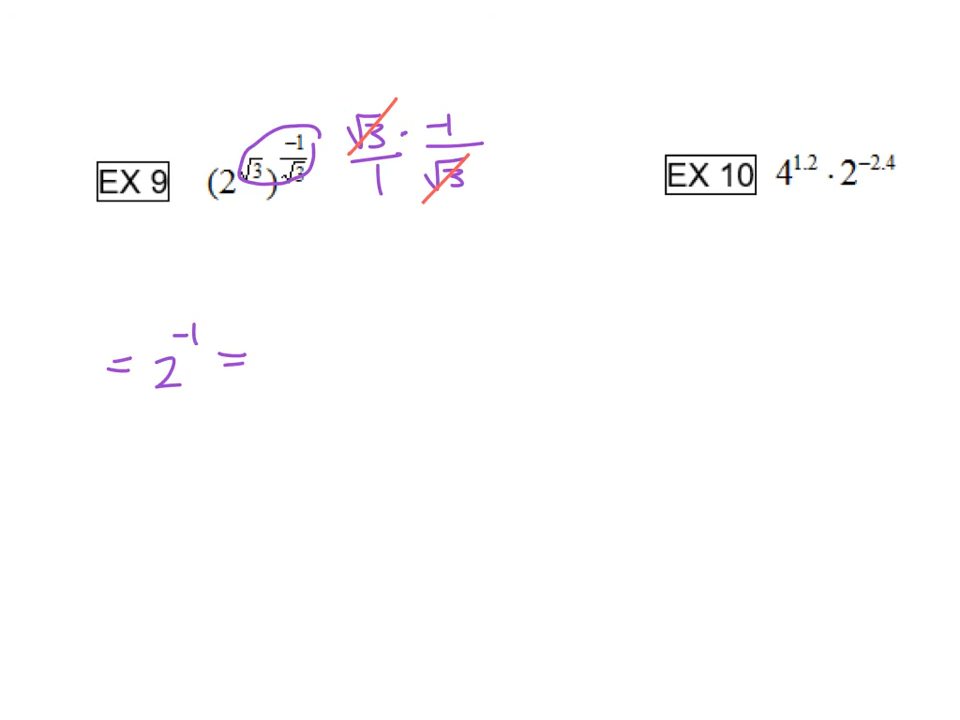 EX 9 (2^√3)^(-1/√3) √3/1 · -1/√3
EX 10 4^1.2 · 2^−2.4
= 2^-1 =